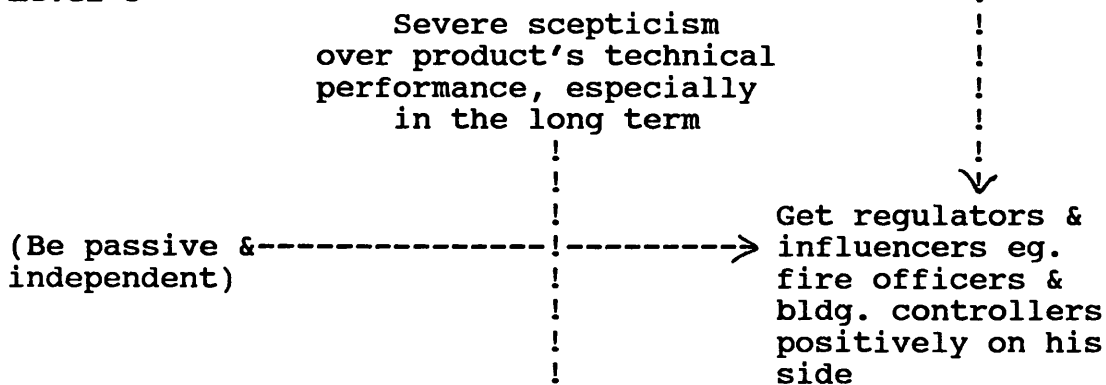 Severe scepticism
over product's technical
performance, especially
in the long term
(Be passive &
independent)
Get regulators &
influencers eg.
fire officers &
bldg. controllers
positively on his
side